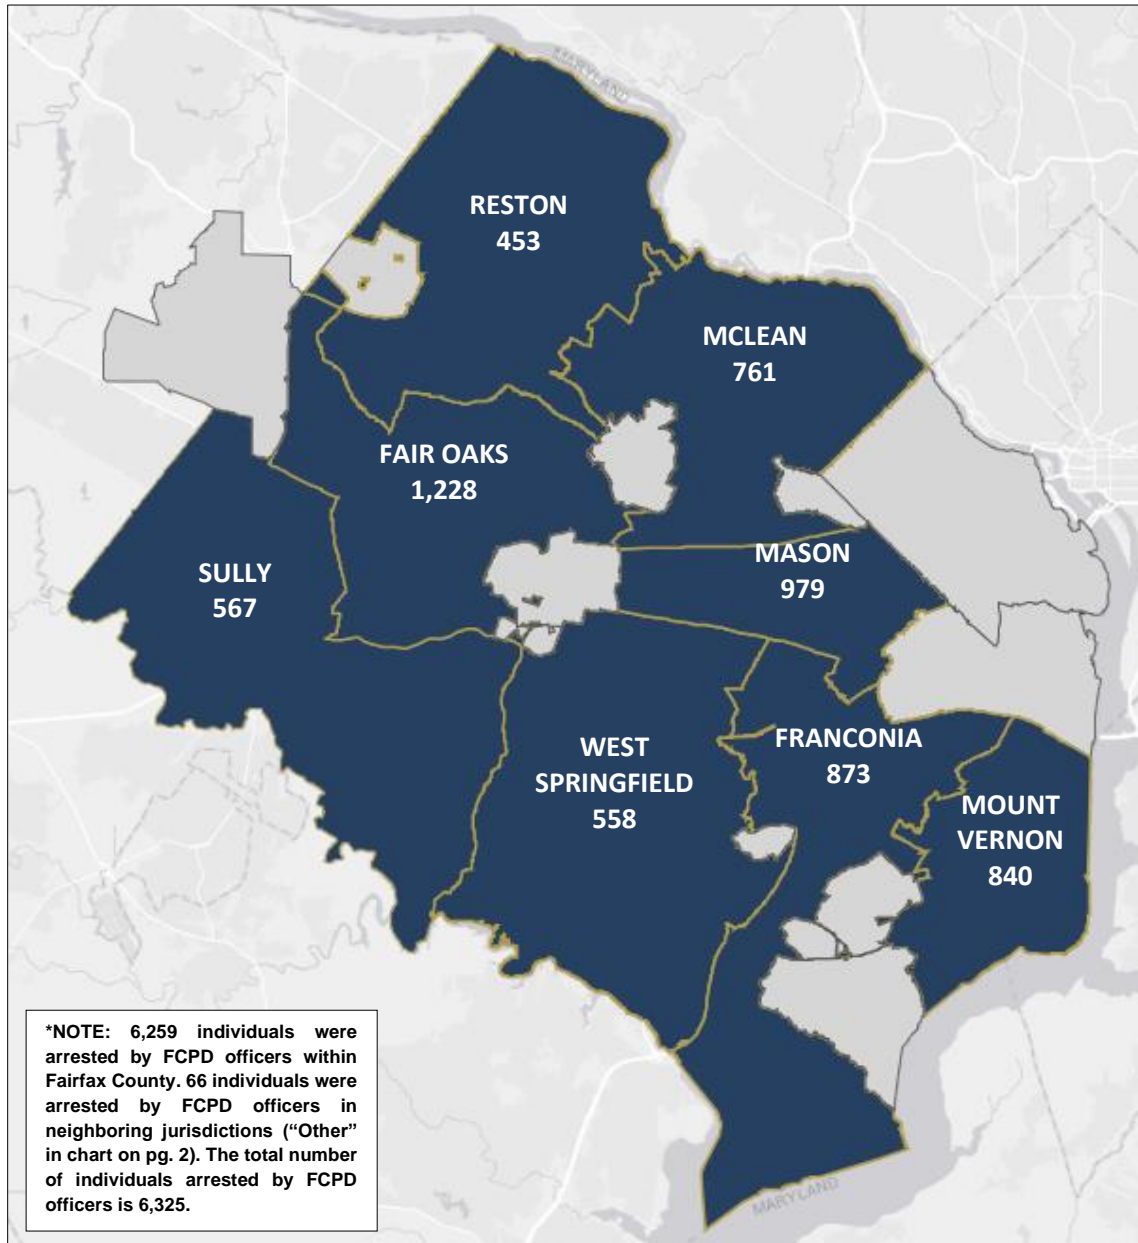 MARYLAND
RESTON
453
MCLEAN
761
FAIR OAKS
1,228
MASON
979
SULLY
567
FRANCONIA
873
WEST
SPRINGFIELD
558
MOUNT
VERNON
840
*NOTE: 6,259 individuals were
arrested by FCPD officers within
Fairfax County. 66 individuals were
arrested by FCPD officers in
neighboring jurisdictions (“Other”
in chart on pg. 2). The total number
of individuals arrested by FCPD
officers is 6,325.
MARYLAND